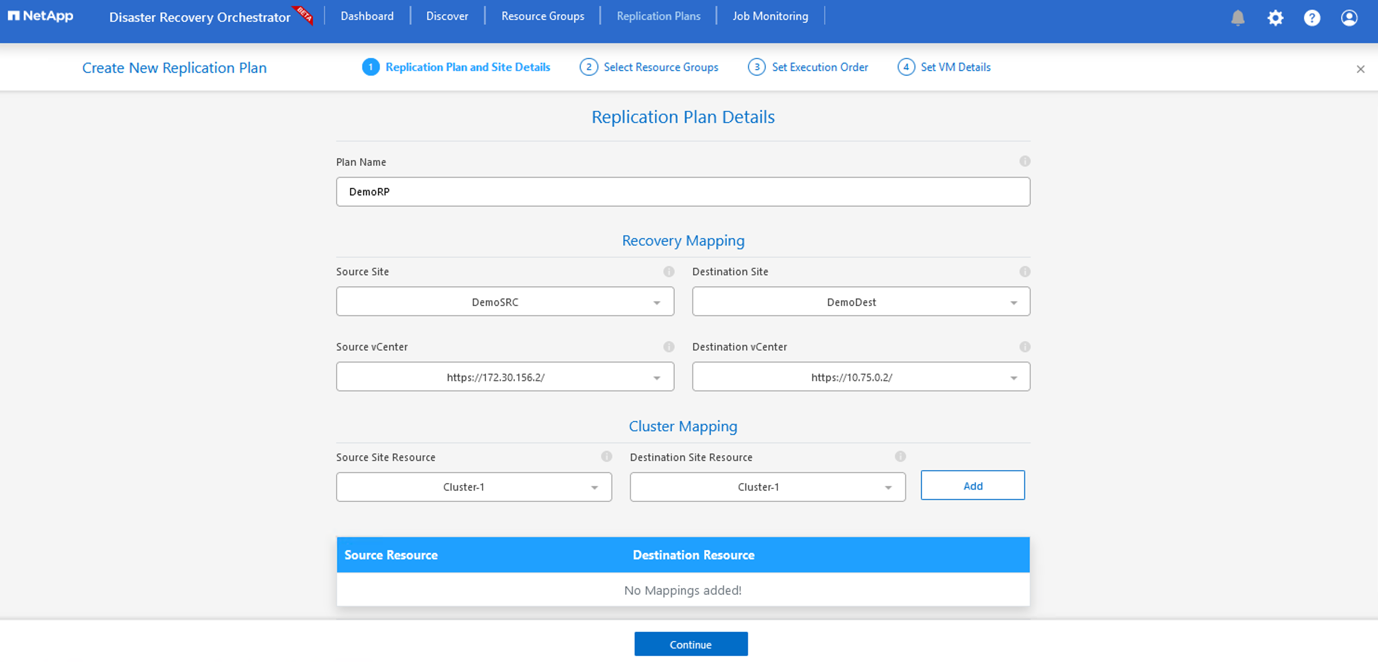 NetApp Disaster Recovery Orchestrator BETA Dashboard Discover Resource Groups Replication Plans Job Monitoring ?
Create New Replication Plan 1 Replication Plan and Site Details 2 Select Resource Groups 3 Set Execution Order 4 Set VM Details ×
Replication Plan Details
Plan Name
DemoRP
Recovery Mapping
Source Site Destination Site
DemoSRC DemoDest
Source vCenter Destination vCenter
https://172.30.156.2/ https://10.75.0.2/
Cluster Mapping
Source Site Resource Destination Site Resource
Cluster-1 Cluster-1 Add
Source Resource Destination Resource
No Mappings added!
Continue